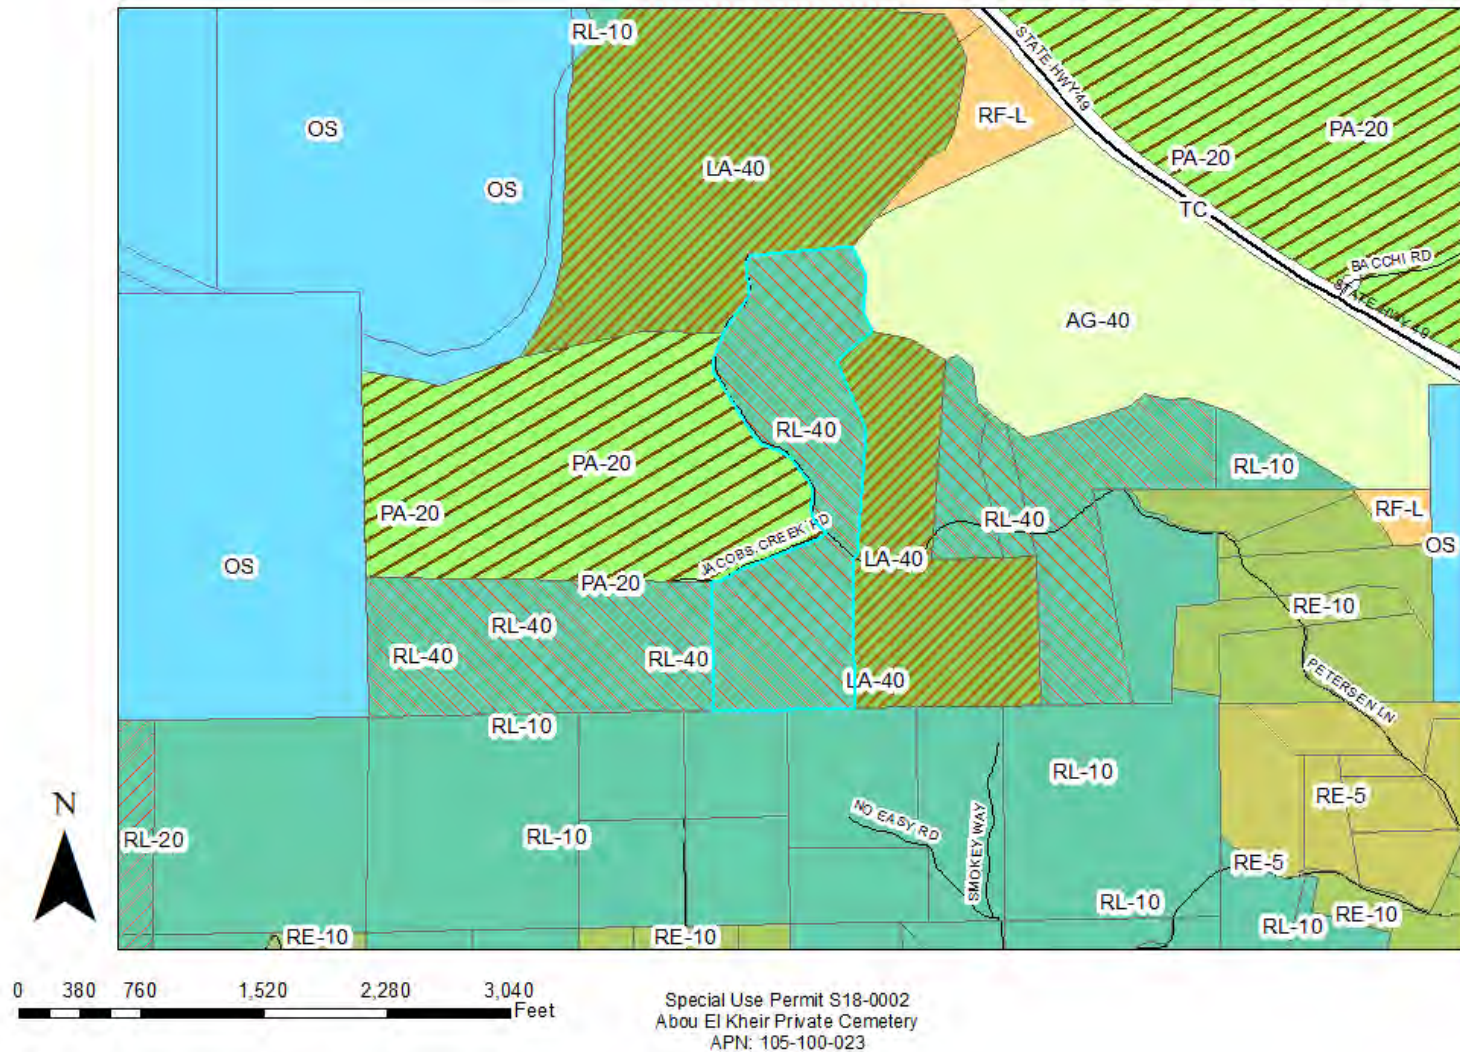 RL-10
STATE HWY 49
OS
RF-L
PA-20
PA-20
LA-40
OS
TC
BACCHI RD
STATE HWY 49
AG-40
RL-40
PA-20
RL-10
PA-20
RL-40
RF-L
JACOBS CREEK RD
OS
LA-40
OS
PA-20
RE-10
RL-40
RL-40
RL-40
LA-40
PETERSEN LN
RL-10
RL-10
RE-5
N
NO EASY RD
SMOKEY WAY
RL-20
RL-10
RE-5
RL-10
RE-10
RL-10
RE-10
RE-10
0 380 760 1,520 2,280 3,040
Feet
Special Use Permit S18-0002
Abou El Kheir Private Cemetery
APN: 105-100-023